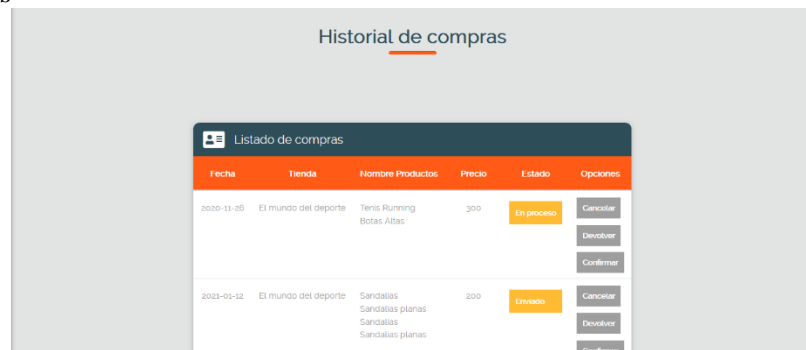 Historial de compras
Listado de compras
Fecha Tienda Nombre Productos Precio Estado Opciones
2020-11-26 El mundo del deporte Tenis Running 300 En proceso Cancelar
Botas Altas
Devolver
Confirmar
2021-01-12 El mundo del deporte Sandalias 200 Enviado Cancelar
Sandalias planas
Sandalias Devolver
Sandalias planas